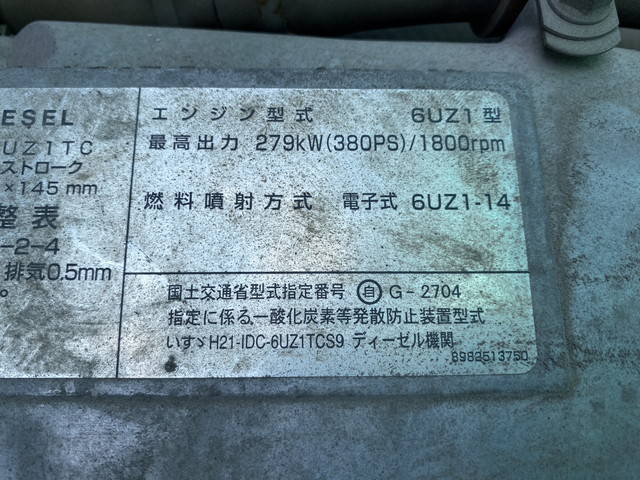 ESEL
UZ1TC
ストローク
×145 mm
整表
-2-4
排気0.5mm
エンジン型式 6UZ1型
最高出力 279kW(380PS)/1800rpm
燃料噴射方式 電子式 6UZ1-14
国土交通省型式指定番号 自 G-2704
指定に係る一酸化炭素等発散防止装置型式
いすゞH21-IDC-6UZ1TCS9 ディーゼル機関
8982513750